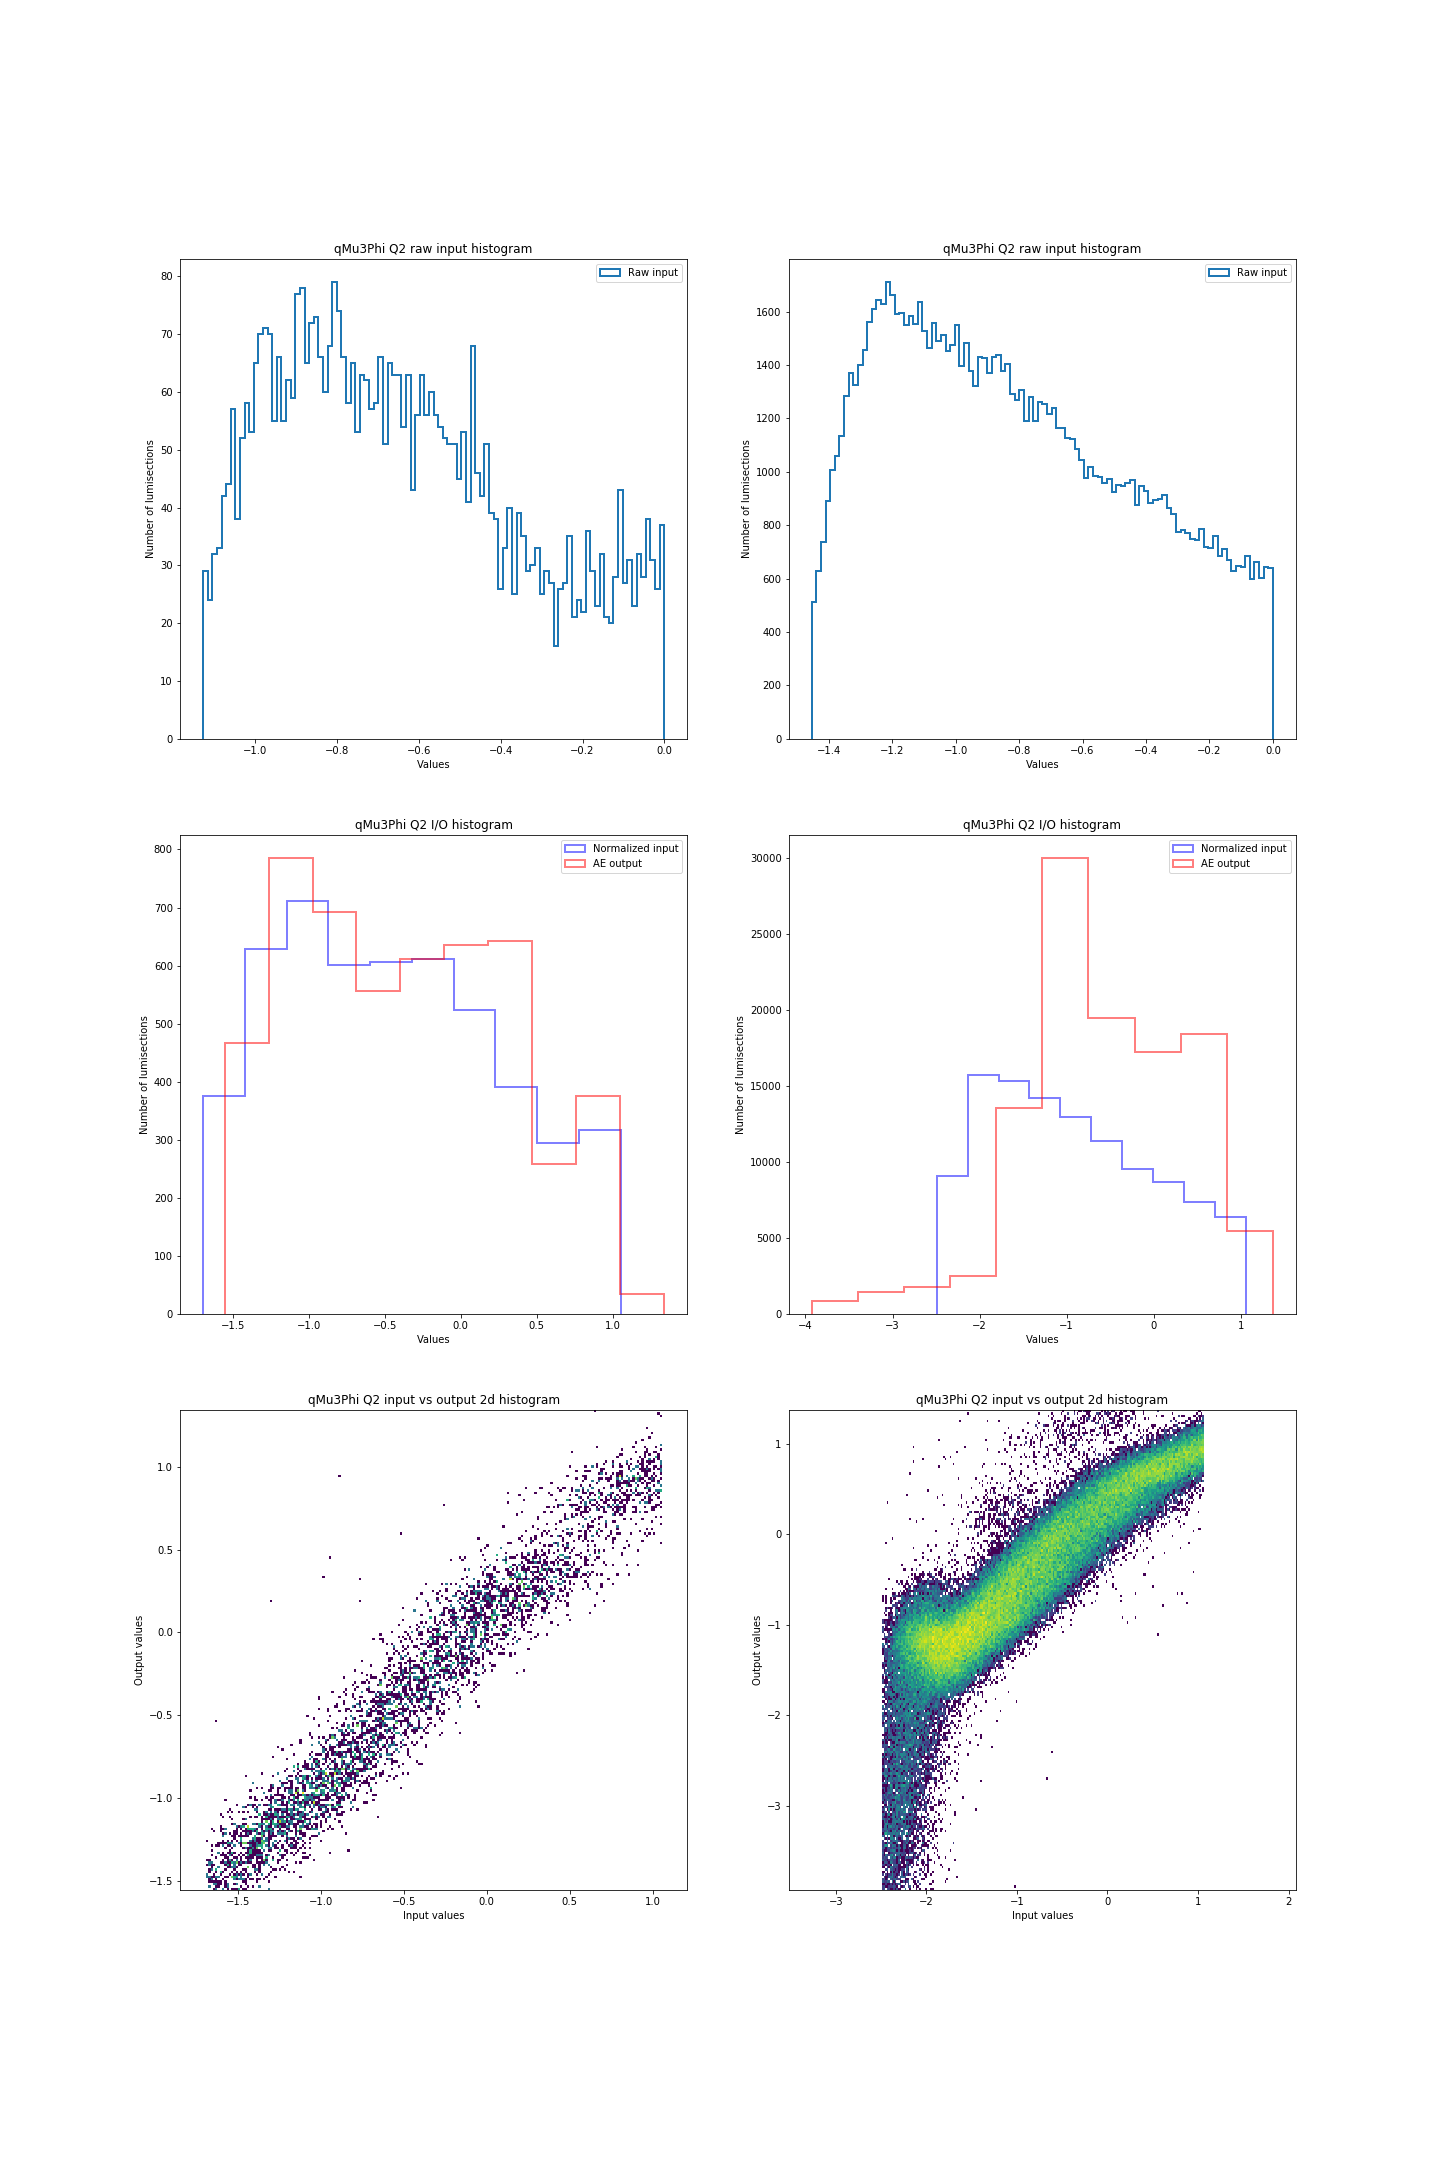 qMu3Phi Q2 raw input histogram
Raw input
80
70
60
50
40
30
20
10
0
Number of lumisections
−1.0 −0.8 −0.6 −0.4 −0.2 0.0
Values
qMu3Phi Q2 raw input histogram
Raw input
1600
1400
1200
1000
800
600
400
200
0
Number of lumisections
−1.4 −1.2 −1.0 −0.8 −0.6 −0.4 −0.2 0.0
Values
qMu3Phi Q2 I/O histogram
Normalized input
AE output
800
700
600
500
400
300
200
100
0
Number of lumisections
−1.5 −1.0 −0.5 0.0 0.5 1.0
Values
qMu3Phi Q2 I/O histogram
Normalized input
AE output
30000
25000
20000
15000
10000
5000
0
Number of lumisections
−4 −3 −2 −1 0 1
Values
qMu3Phi Q2 input vs output 2d histogram
1.0
0.5
0.0
−0.5
−1.0
−1.5
Output values
−1.5 −1.0 −0.5 0.0 0.5 1.0
Input values
qMu3Phi Q2 input vs output 2d histogram
1
0
−1
−2
−3
Output values
−3 −2 −1 0 1 2
Input values